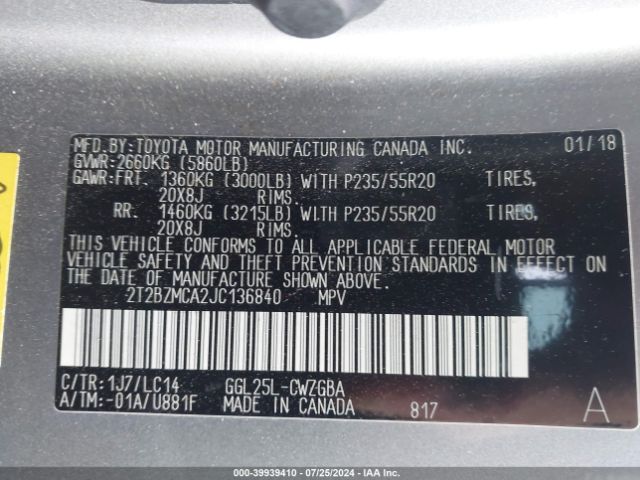 MFD.BY:TOYOTA MOTOR MANUFACTURING CANADA INC. 01/18
GVWR:2660KG (5860LB)
GAWR:FRT. 1360KG (3000LB) WITH P235/55R20 TIRES,
20X8J RIMS.
RR. 1460KG (3215LB) WITH P235/55R20 TIRES,
20X8J RIMS.
THIS VEHICLE CONFORMS TO ALL APPLICABLE FEDERAL MOTOR
VEHICLE SAFETY AND THEFT PREVENTION STANDARDS IN EFFECT ON
THE DATE OF MANUFACTURE SHOWN ABOVE.
2T2BZMCA2JC136840 MPV
C/TR:1J7/LC14 GGL25L-CWZGBA
A/TM:-01A/U881F MADE IN CANADA 817 A
000-39939410 - 07/25/2024 - IAA Inc.